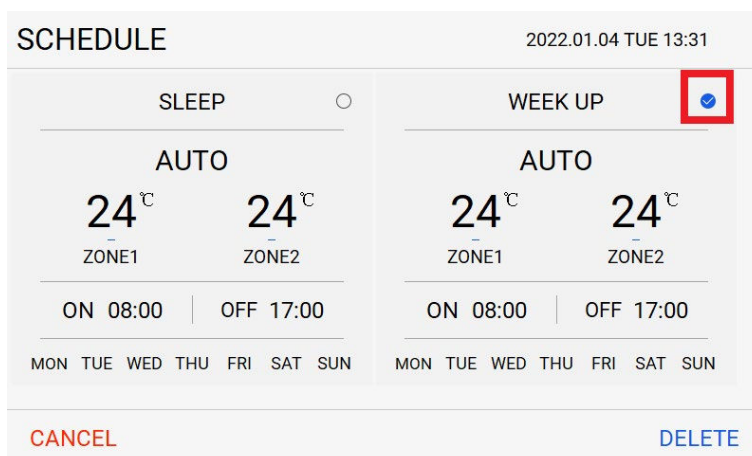 SCHEDULE 2022.01.04 TUE 13:31
SLEEP WEEK UP
AUTO AUTO
24℃ 24℃ 24℃ 24℃
ZONE1 ZONE2 ZONE1 ZONE2
ON 08:00 OFF 17:00 ON 08:00 OFF 17:00
MON TUE WED THU FRI SAT SUN MON TUE WED THU FRI SAT SUN
CANCEL DELETE